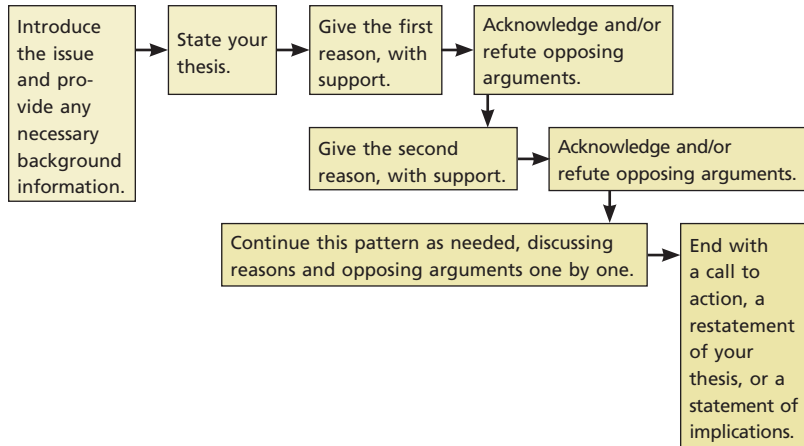 Introduce
the issue
and pro-
vide any
necessary
background
information.
State your
thesis.
Give the first
reason, with
support.
Acknowledge and/or
refute opposing
arguments.
Give the second
reason, with support.
Acknowledge and/or
refute opposing arguments.
Continue this pattern as needed, discussing
reasons and opposing arguments one by one.
End with
a call to
action, a
restatement
of your
thesis, or a
statement of
implications.